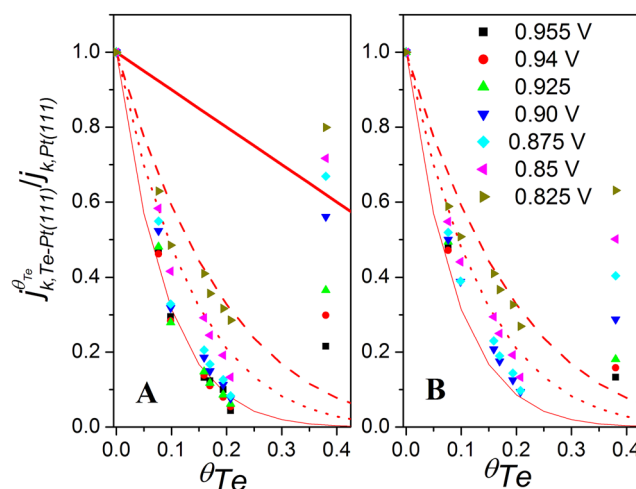 j_{k,Te-Pt(111)}^{θ_{Te}}/j_{k,Pt(111)}
1.0
0.8
0.6
0.4
0.2
0.0
A
0.0 0.1 0.2 0.3 0.4
θ_{Te}
1.0
0.8
0.6
0.4
0.2
0.0
0.955 V
0.94 V
0.925
0.90 V
0.875 V
0.85 V
0.825 V
B
0.0 0.1 0.2 0.3 0.4
θ_{Te}